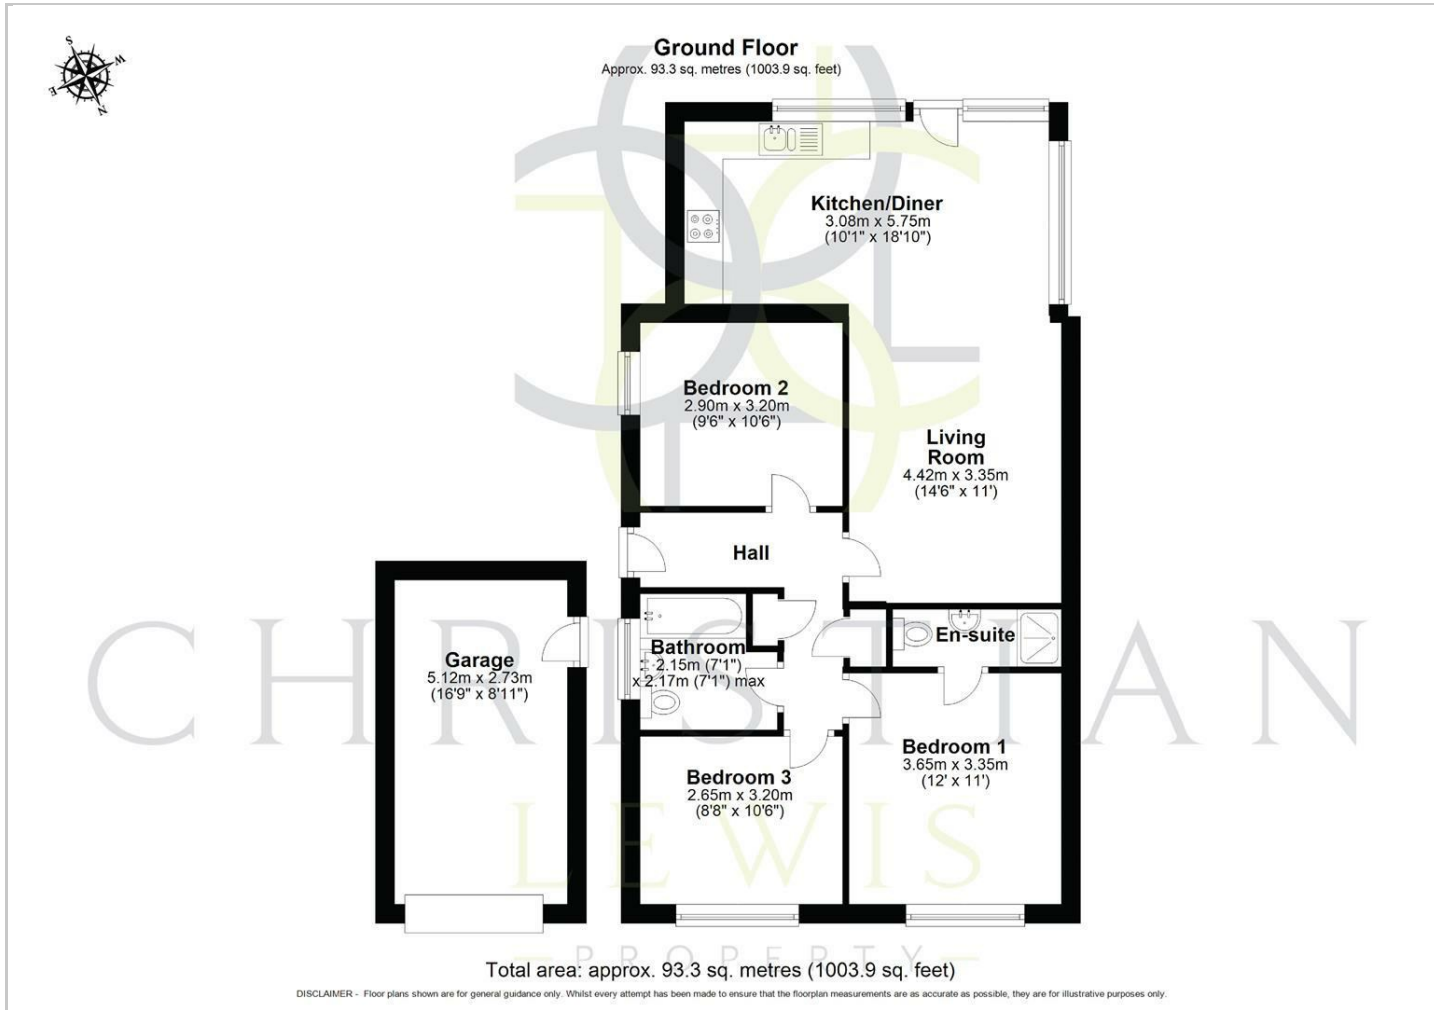 S
W
E
N
Ground Floor
Approx. 93.3 sq. metres (1003.9 sq. feet)
Kitchen/Diner
3.08m x 5.75m
(10'1" x 18'10")
Bedroom 2
2.90m x 3.20m
(9'6" x 10'6")
Living
Room
4.42m x 3.35m
(14'6" x 11')
Hall
En-suite
Bathroom
2.15m (7'1")
x 2.17m (7'1") max
Garage
5.12m x 2.73m
(16'9" x 8'11")
Bedroom 1
3.65m x 3.35m
(12' x 11')
Bedroom 3
2.65m x 3.20m
(8'8" x 10'6")
CHRISTIAN
LEWIS
PROPERTY
Total area: approx. 93.3 sq. metres (1003.9 sq. feet)
DISCLAIMER - Floor plans shown are for general guidance only. Whilst every attempt has been made to ensure that the floorplan measurements are as accurate as possible, they are for illustrative purposes only.